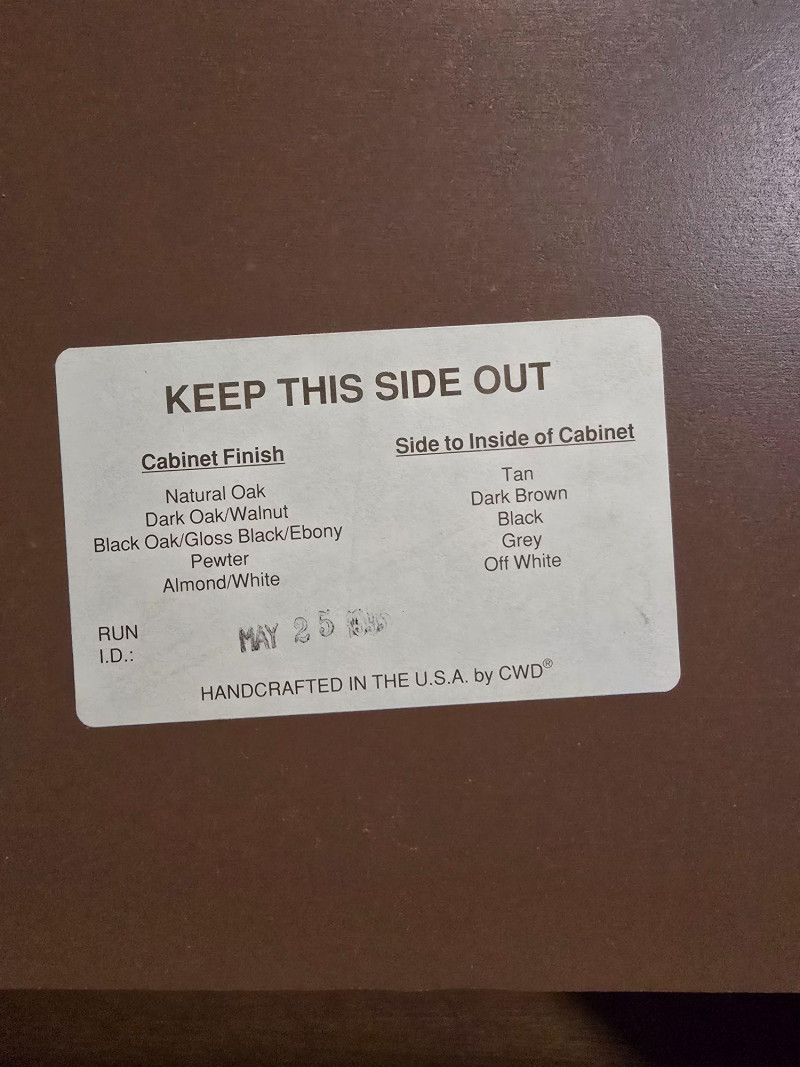 KEEP THIS SIDE OUT
Cabinet Finish
Natural Oak
Dark Oak/Walnut
Black Oak/Gloss Black/Ebony
Pewter
Almond/White
Side to Inside of Cabinet
Tan
Dark Brown
Black
Grey
Off White
RUN
I.D.:
MAY 25
HANDCRAFTED IN THE U.S.A. by CWD®